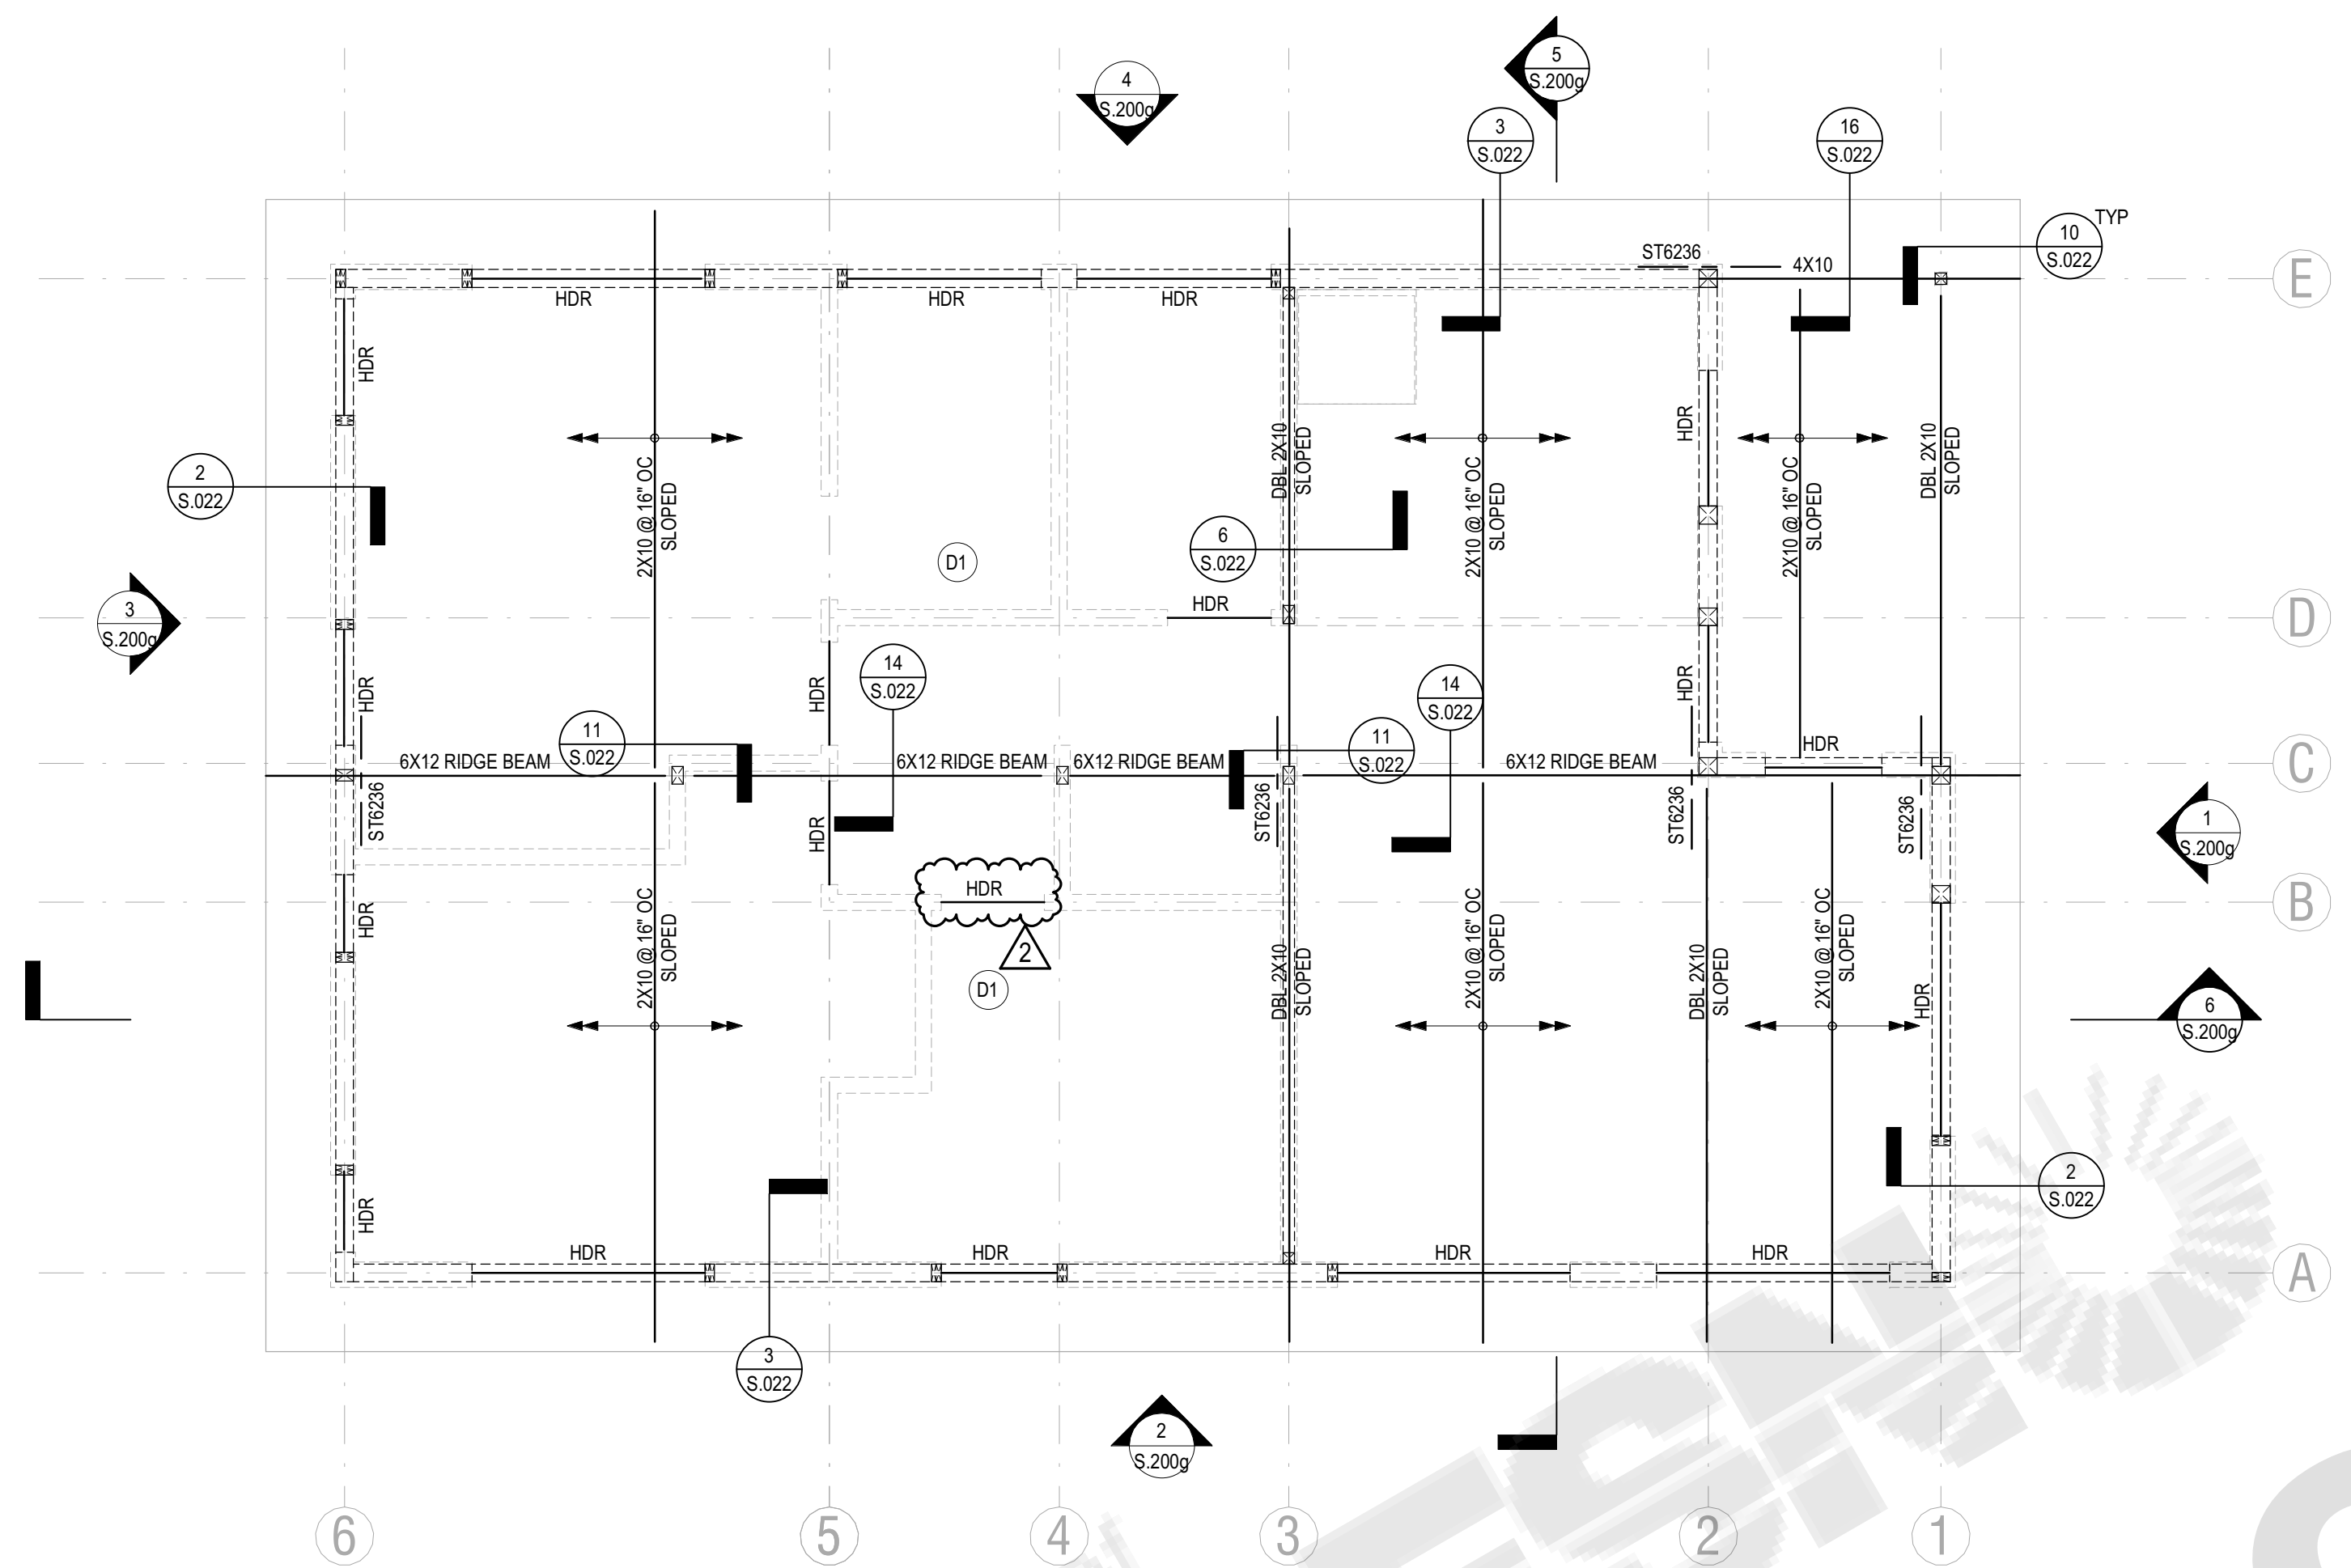 5
S.200g
4
S.200g
3
S.022
16
S.022
10
S.022
TYP
ST6236
4X10
E
HDR
HDR
HDR
HDR
HDR
DBL 2X10
SLOPED
DBL 2X10
SLOPED
2
S.022
2X10 @ 16" OC
SLOPED
2X10 @ 16" OC
SLOPED
2X10 @ 16" OC
SLOPED
6
S.022
D1
3
S.200g
HDR
D
14
S.022
14
S.022
HDR
HDR
HDR
11
S.022
11
S.022
HDR
6X12 RIDGE BEAM
6X12 RIDGE BEAM
6X12 RIDGE BEAM
6X12 RIDGE BEAM
C
ST6236
HDR
ST6236
ST6236
ST6236
1
S.200g
HDR
HDR
B
2
2X10 @ 16" OC
SLOPED
DBL 2X10
SLOPED
2X10 @ 16" OC
SLOPED
DBL 2X10
SLOPED
2X10 @ 16" OC
SLOPED
HDR
D1
6
S.200g
2
S.022
HDR
HDR
HDR
HDR
HDR
A
3
S.022
2
S.200g
6
5
4
3
2
1